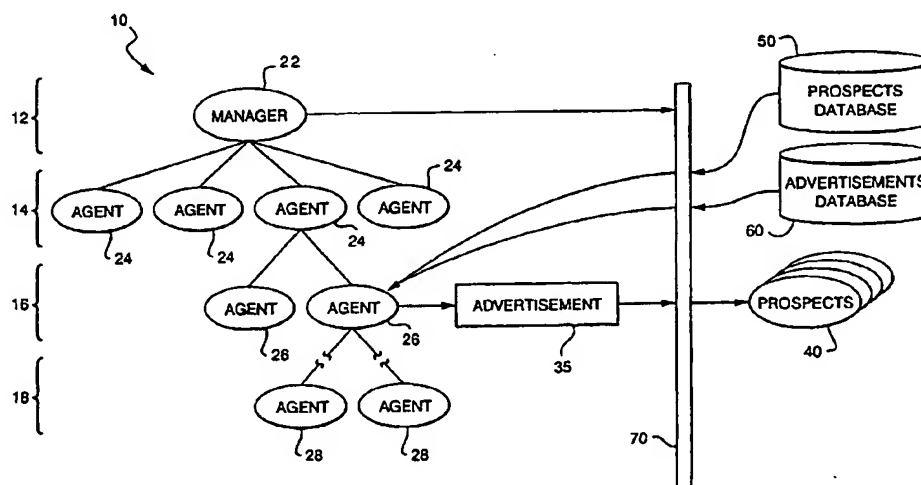 10
22
50
12
MANAGER
PROSPECTS
DATABASE
24
14
AGENT
AGENT
AGENT
AGENT
ADVERTISEMENTS
DATABASE
24
24
24
60
16
AGENT
AGENT
ADVERTISEMENT
PROSPECTS
26
26
35
40
18
AGENT
AGENT
70
28
28